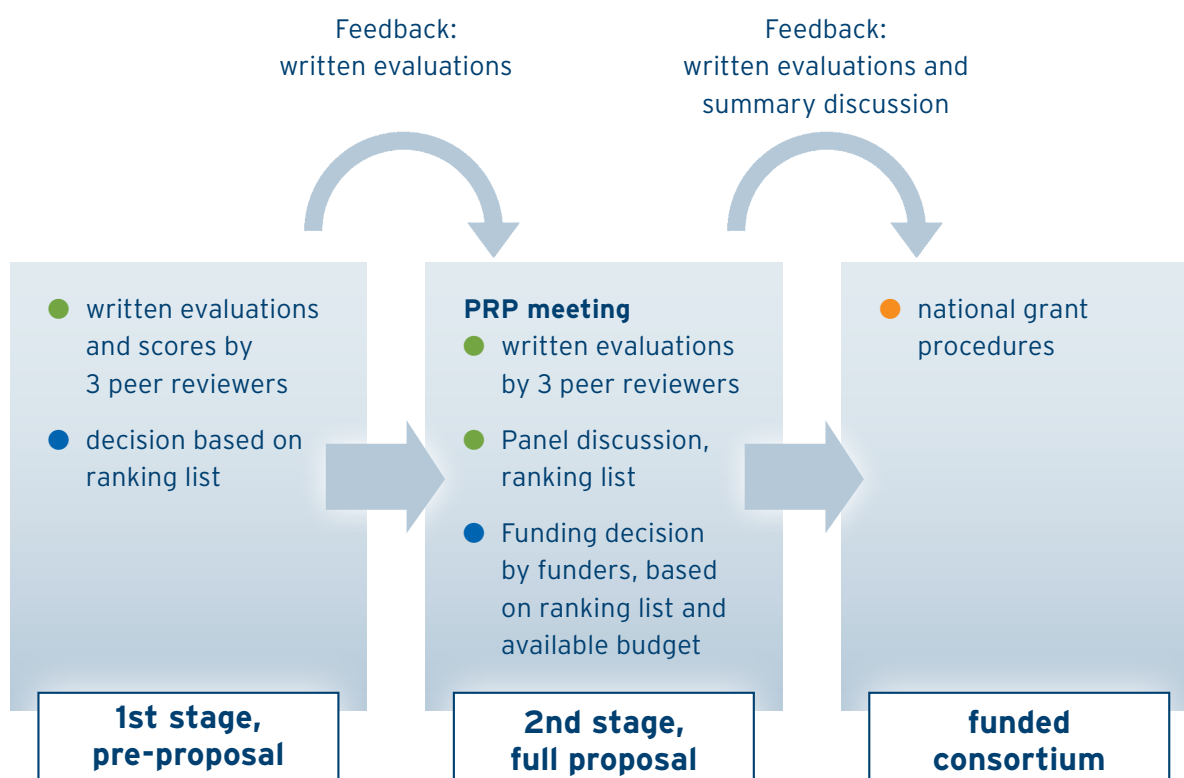 Feedback:
written evaluations
Feedback:
written evaluations and
summary discussion
written evaluations
and scores by
3 peer reviewers
decision based on
ranking list
1st stage,
pre-proposal
PRP meeting
written evaluations
by 3 peer reviewers
Panel discussion,
ranking list
Funding decision
by funders, based
on ranking list and
available budget
2nd stage,
full proposal
national grant
procedures
funded
consortium